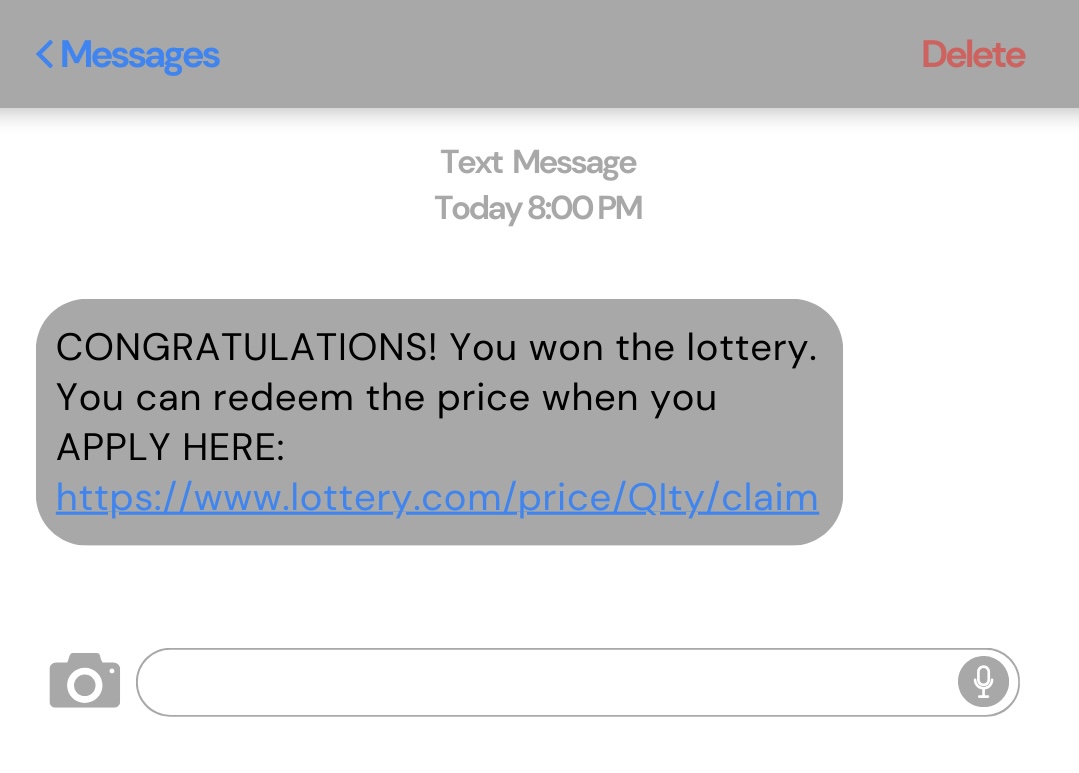 Messages
Delete
Text Message
Today 8:00 PM
CONGRATULATIONS! You won the lottery.
You can redeem the price when you
APPLY HERE:
https://www.lottery.com/price/QIty/claim